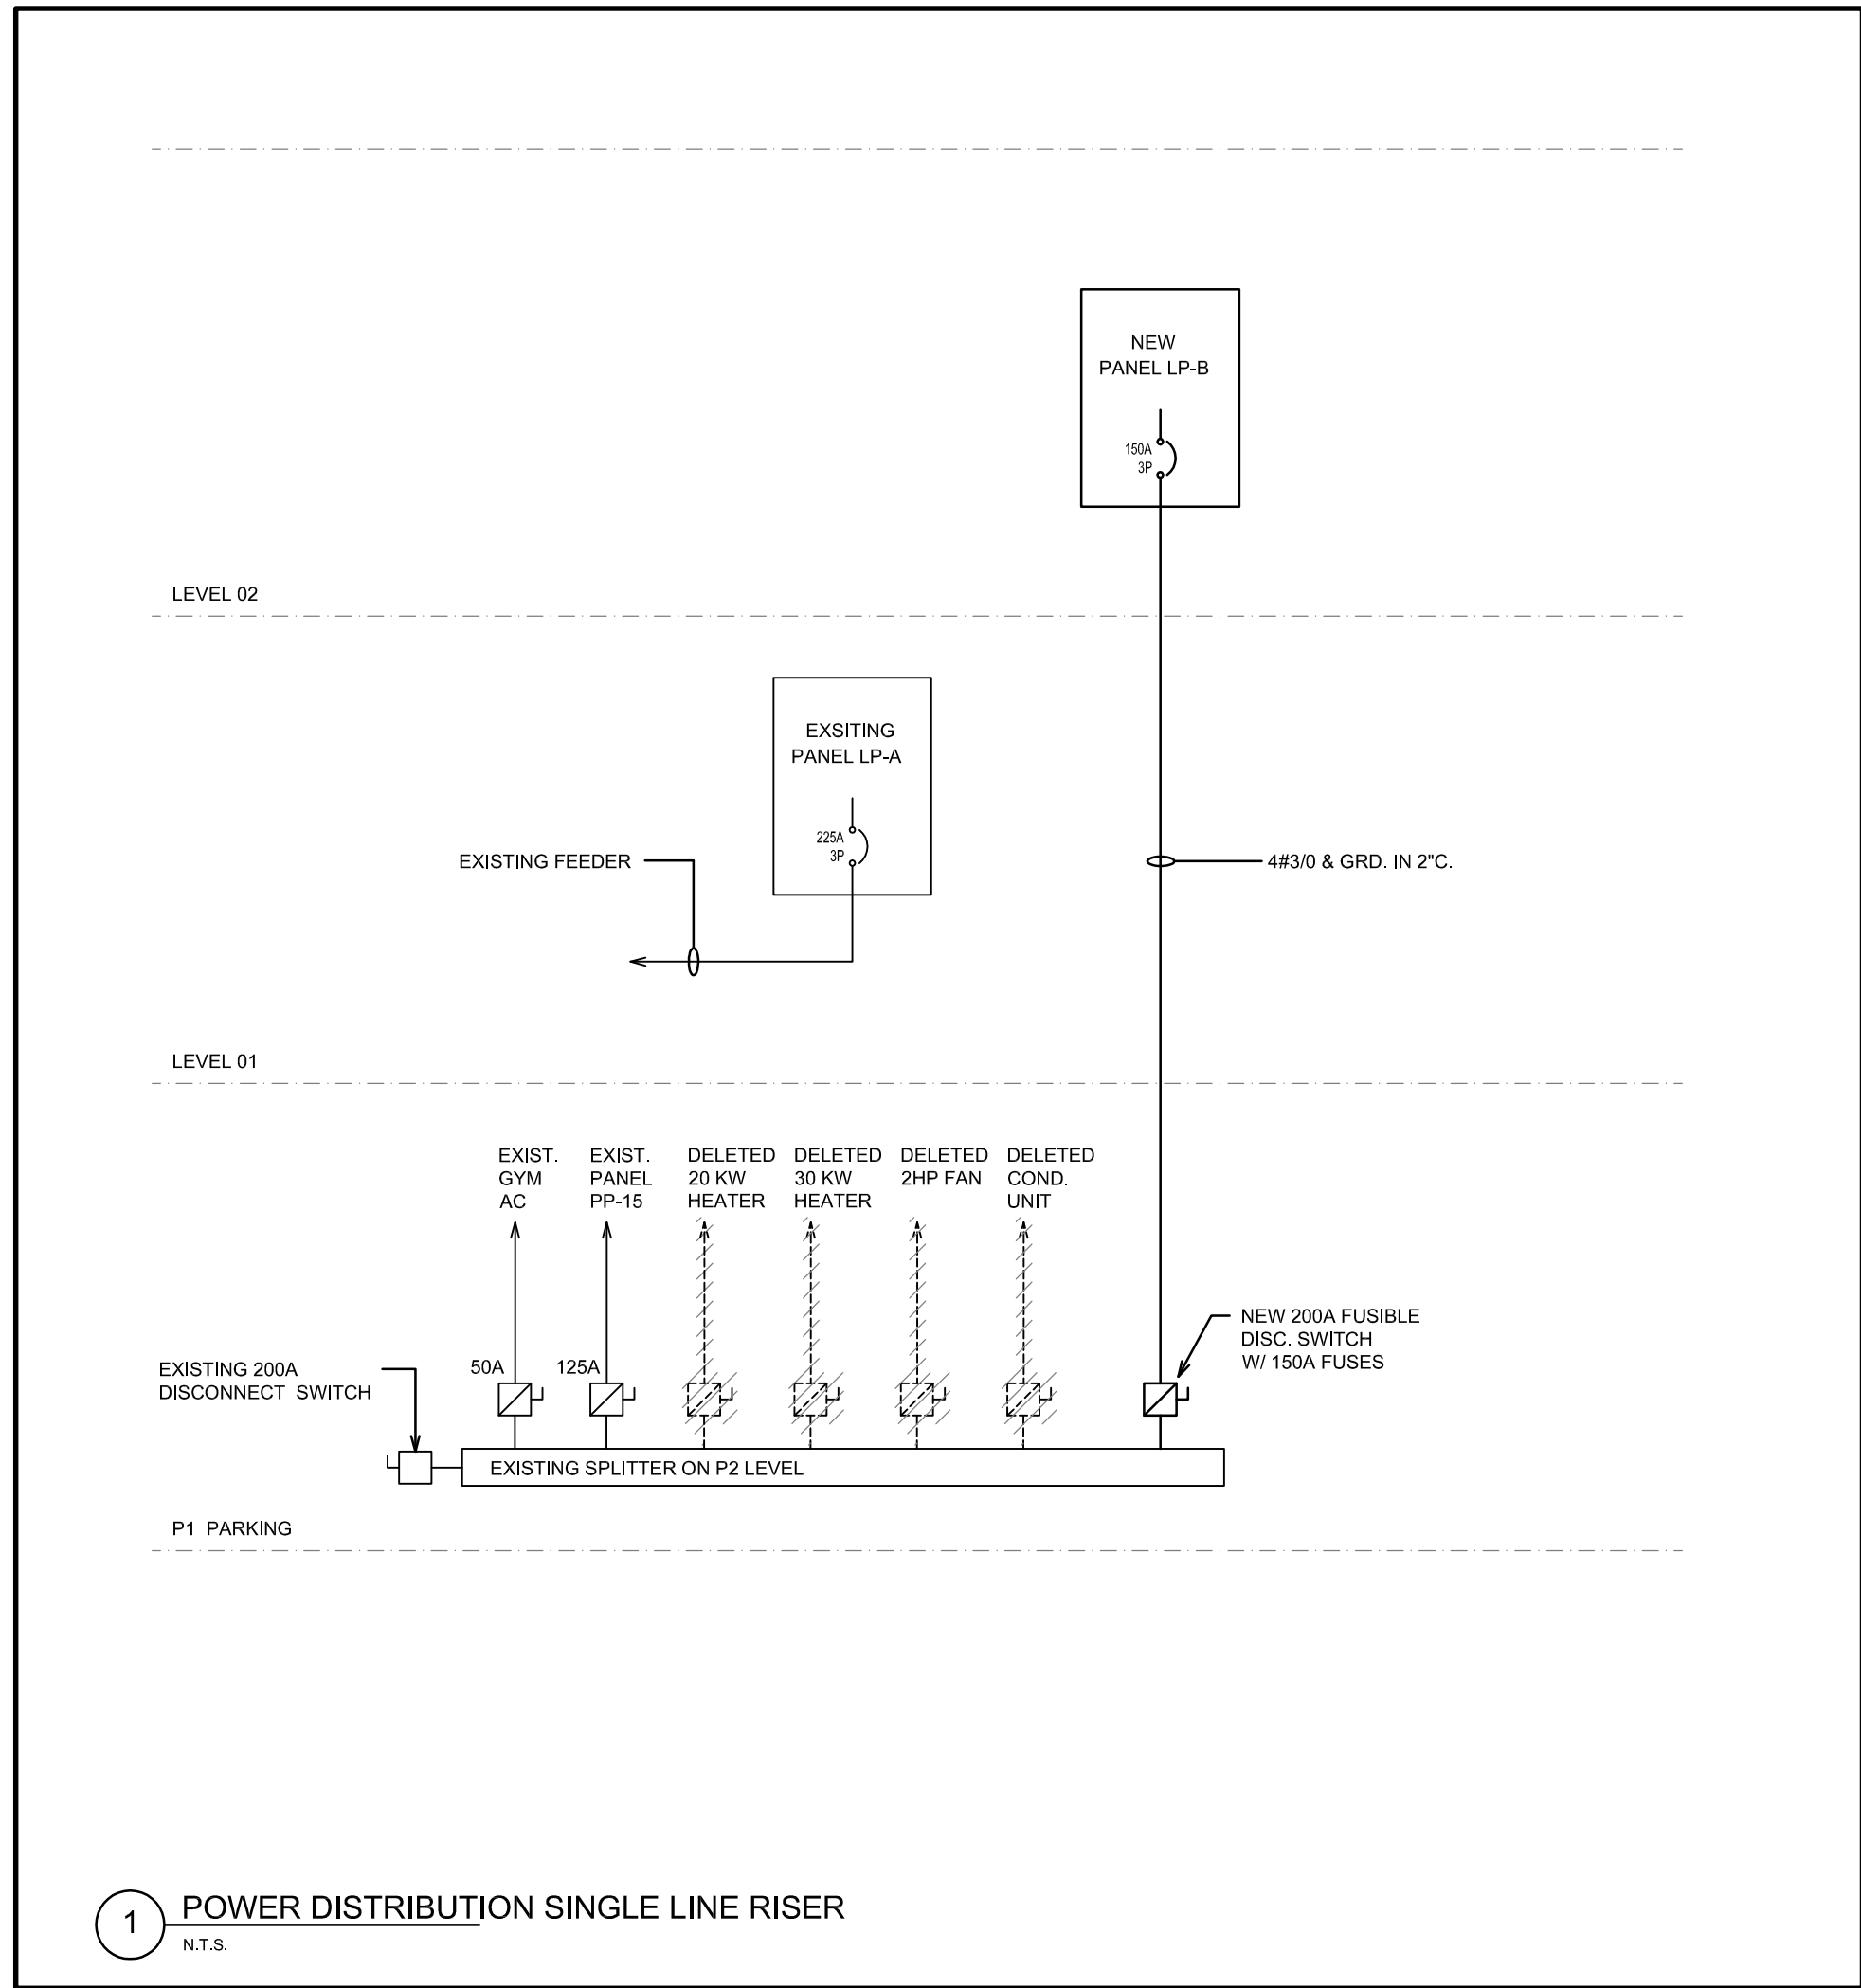 NEW
PANEL LP-B
150A
3P
LEVEL 02
EXSITING
PANEL LP-A
225A
3P
EXISTING FEEDER
4#3/0 & GRD. IN 2"C.
LEVEL 01
EXIST.
GYM
AC
EXIST.
PANEL
PP-15
DELETED
20 KW
HEATER
DELETED
30 KW
HEATER
DELETED
2HP FAN
DELETED
COND.
UNIT
NEW 200A FUSIBLE
DISC. SWITCH
W/ 150A FUSES
EXISTING 200A
DISCONNECT SWITCH
50A
125A
EXISTING SPLITTER ON P2 LEVEL
P1 PARKING
1
POWER DISTRIBUTION SINGLE LINE RISER
N.T.S.